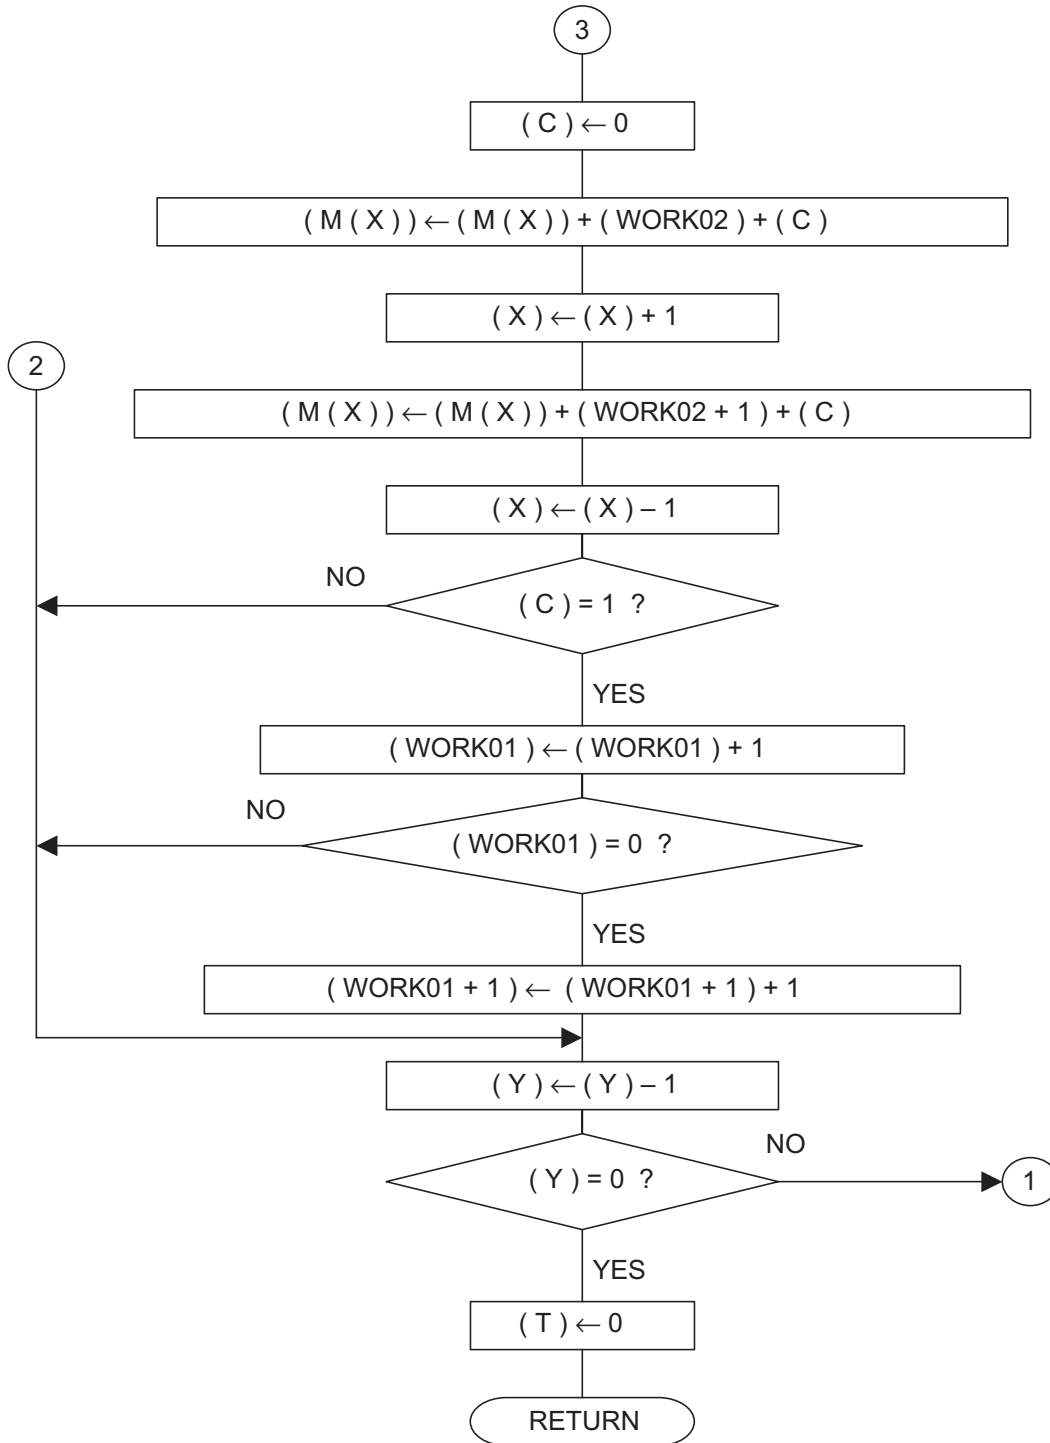 3
( C ) ← 0
( M ( X ) ) ← ( M ( X ) ) + ( WORK02 ) + ( C )
( X ) ← ( X ) + 1
2
( M ( X ) ) ← ( M ( X ) ) + ( WORK02 + 1 ) + ( C )
( X ) ← ( X ) – 1
NO
( C ) = 1 ?
YES
( WORK01 ) ← ( WORK01 ) + 1
NO
( WORK01 ) = 0 ?
YES
( WORK01 + 1 ) ← ( WORK01 + 1 ) + 1
( Y ) ← ( Y ) – 1
NO
( Y ) = 0 ?
1
YES
( T ) ← 0
RETURN